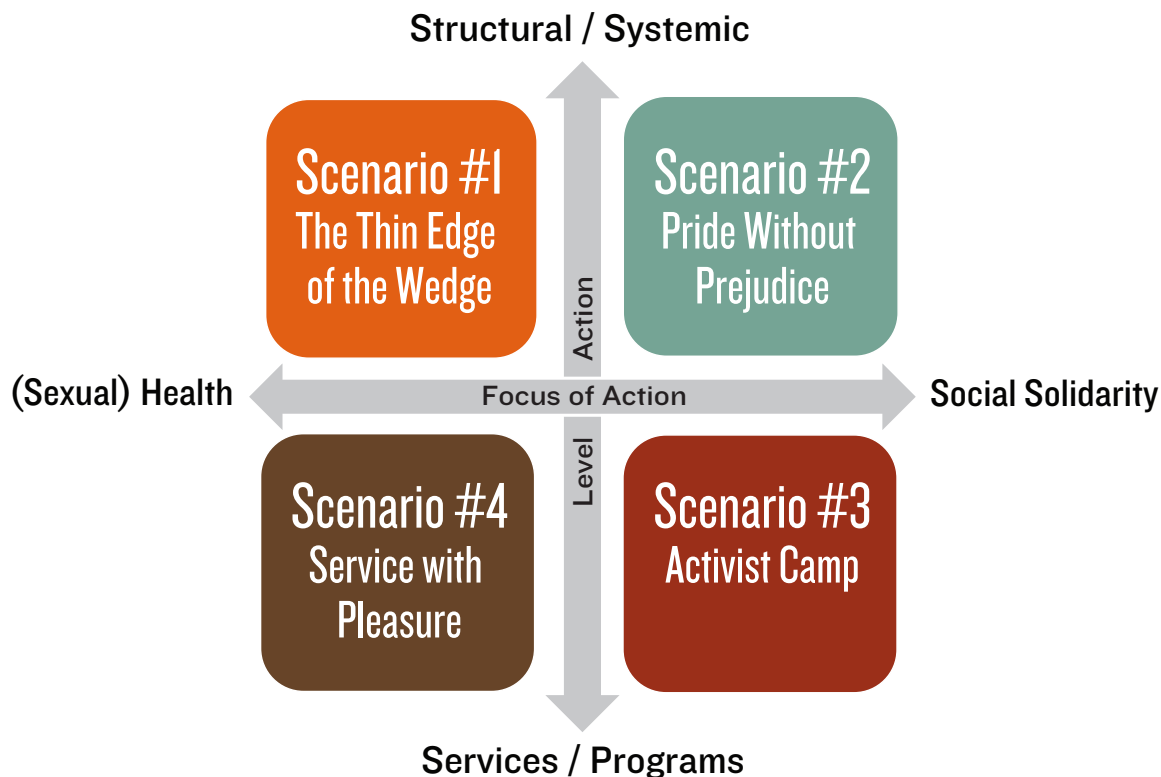 Structural / Systemic
Scenario #1
The Thin Edge
of the Wedge
Scenario #2
Pride Without
Prejudice
Action
(Sexual) Health
Focus of Action
Social Solidarity
Level
Scenario #4
Service with
Pleasure
Scenario #3
Activist Camp
Services / Programs